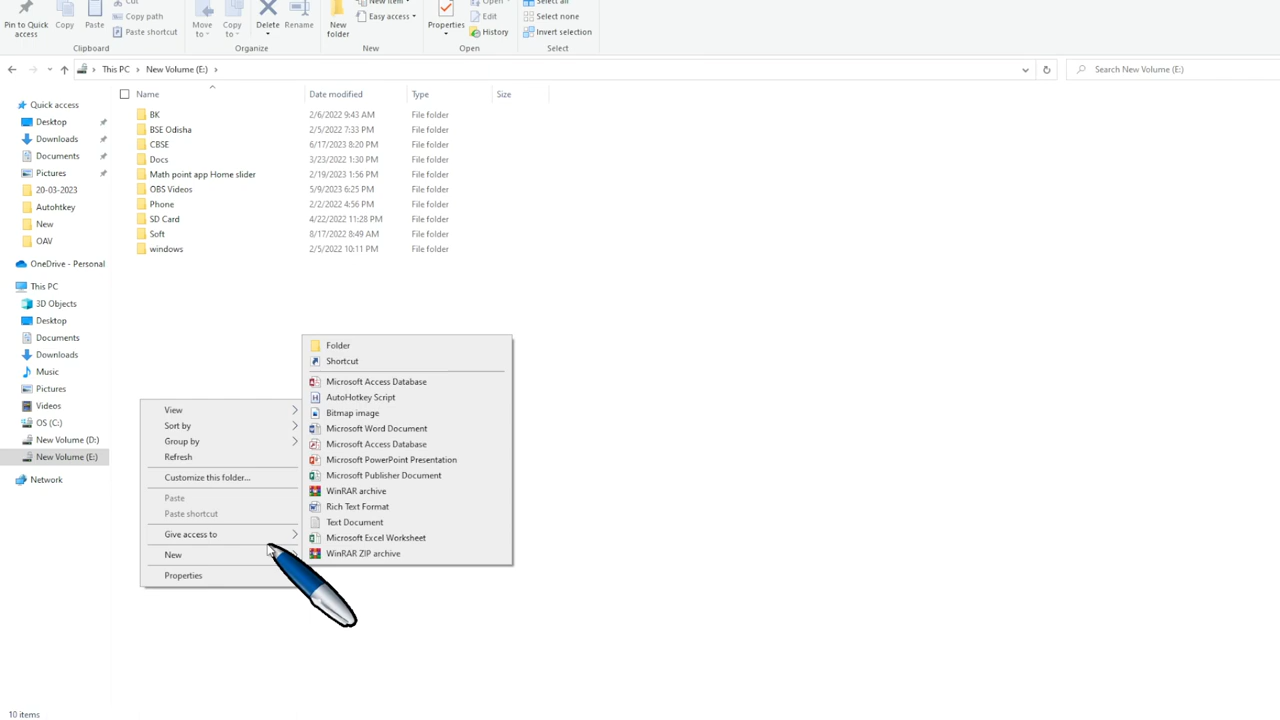 Pin to Quick access
Copy
Paste
Cut
Copy path
Paste shortcut
Clipboard
Move to
Copy to
Delete
Rename
Organize
New folder
New item
Easy access
New
Properties
Open
Edit
History
Open
Select all
Select none
Invert selection
Select
This PC > New Volume (E:) >
Search New Volume (E:)
Name Date modified Type Size
BK 2/6/2022 9:43 AM File folder
BSE Odisha 2/5/2022 7:33 PM File folder
CBSE 6/17/2023 8:20 PM File folder
Docs 3/23/2022 1:30 PM File folder
Math point app Home slider 2/19/2023 1:56 PM File folder
OBS Videos 5/9/2023 6:25 PM File folder
Phone 2/2/2022 4:56 PM File folder
SD Card 4/22/2022 11:28 PM File folder
Soft 8/17/2022 8:49 AM File folder
windows 2/5/2022 10:11 PM File folder
Quick access
Desktop
Downloads
Documents
Pictures
20-03-2023
Autohtkey
New
OAV
OneDrive - Personal
This PC
3D Objects
Desktop
Documents
Downloads
Music
Pictures
Videos
OS (C:)
New Volume (D:)
New Volume (E:)
Network
View
Sort by
Group by
Refresh
Customize this folder...
Paste
Paste shortcut
Give access to
New
Properties
Folder
Shortcut
Microsoft Access Database
AutoHotkey Script
Bitmap image
Microsoft Word Document
Microsoft Access Database
Microsoft PowerPoint Presentation
Microsoft Publisher Document
WinRAR archive
Rich Text Format
Text Document
Microsoft Excel Worksheet
WinRAR ZIP archive
10 items